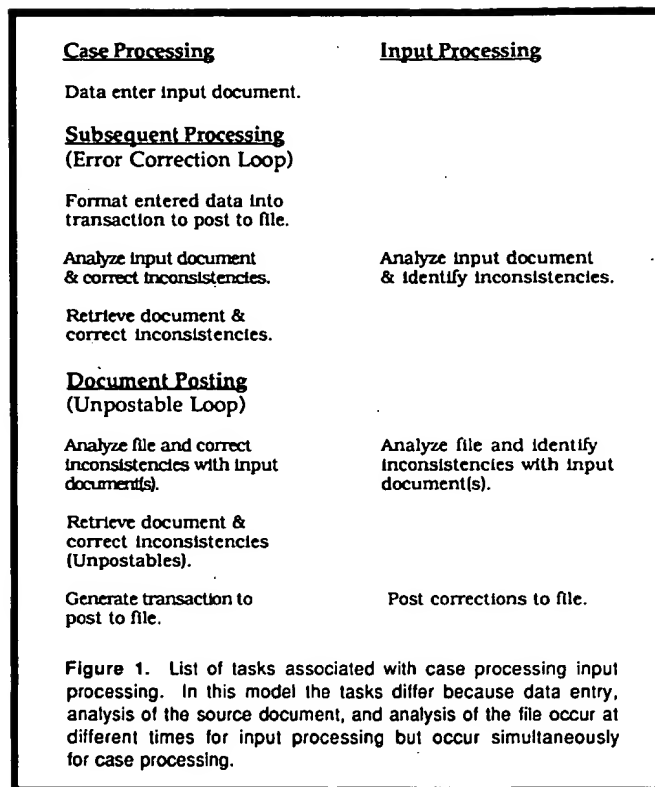 Case Processing Input Processing
Data enter input document.
Subsequent Processing
(Error Correction Loop)
Format entered data into
transaction to post to file.
Analyze input document Analyze input document
& correct inconsistencies. & identify inconsistencies.
Retrieve document &
correct inconsistencies.
Document Posting
(Unpostable Loop)
Analyze file and correct Analyze file and identify
inconsistencies with input inconsistencies with input
document(s). document(s).
Retrieve document &
correct inconsistencies
(Unpostables).
Generate transaction to Post corrections to file.
post to file.
Figure 1. List of tasks associated with case processing input
processing. In this model the tasks differ because data entry,
analysis of the source document, and analysis of the file occur at
different times for input processing but occur simultaneously
for case processing.